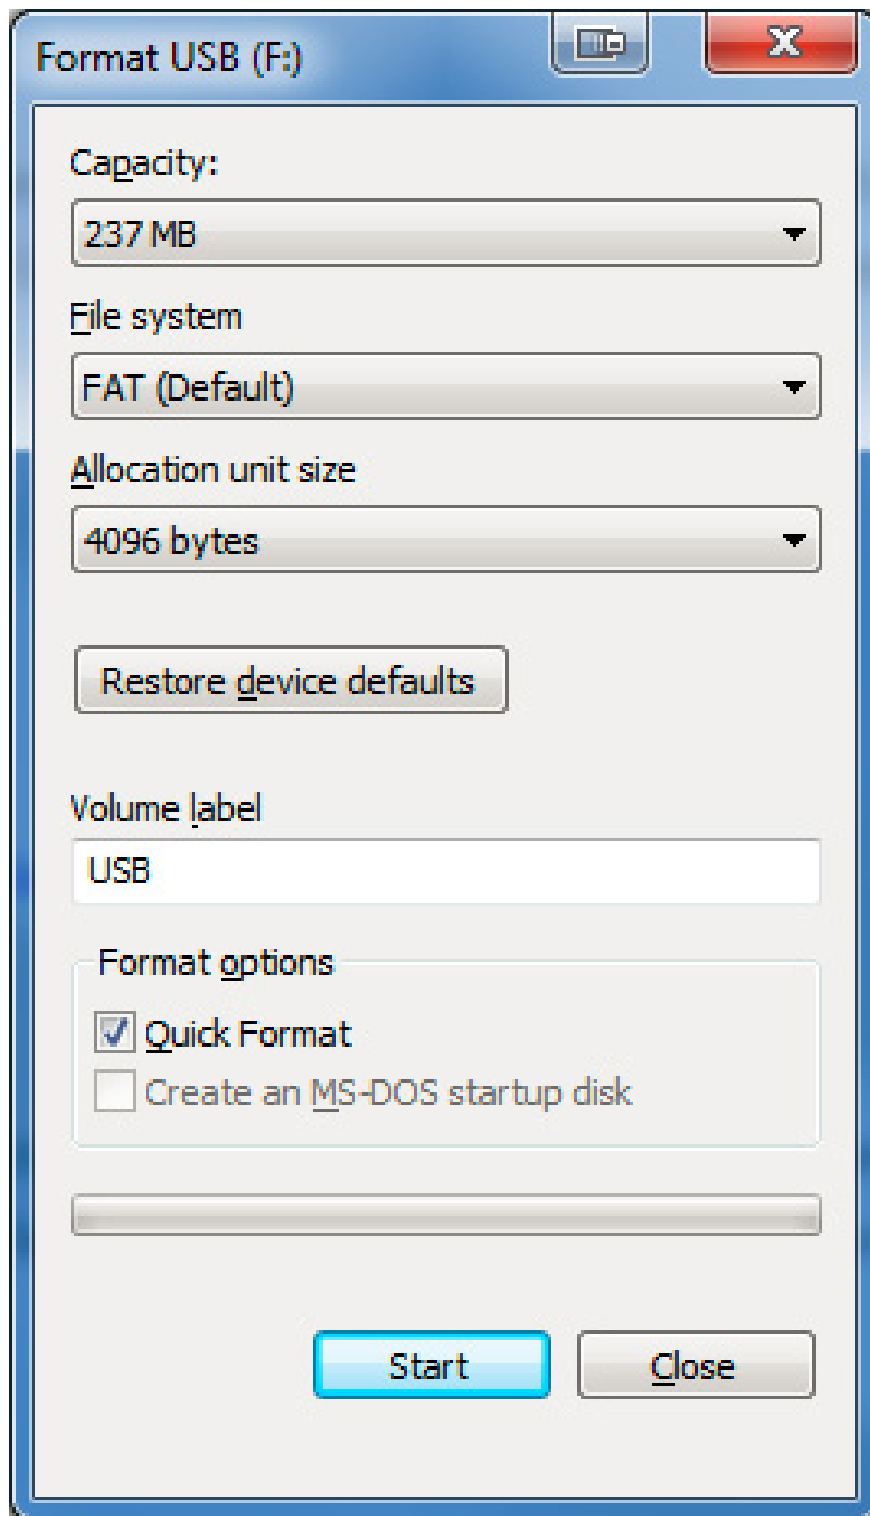 Format USB (F:)
Capacity:
237 MB
File system
FAT (Default)
Allocation unit size
4096 bytes
Restore device defaults
Volume label
USB
Format options
Quick Format
Create an MS-DOS startup disk
Start
Close